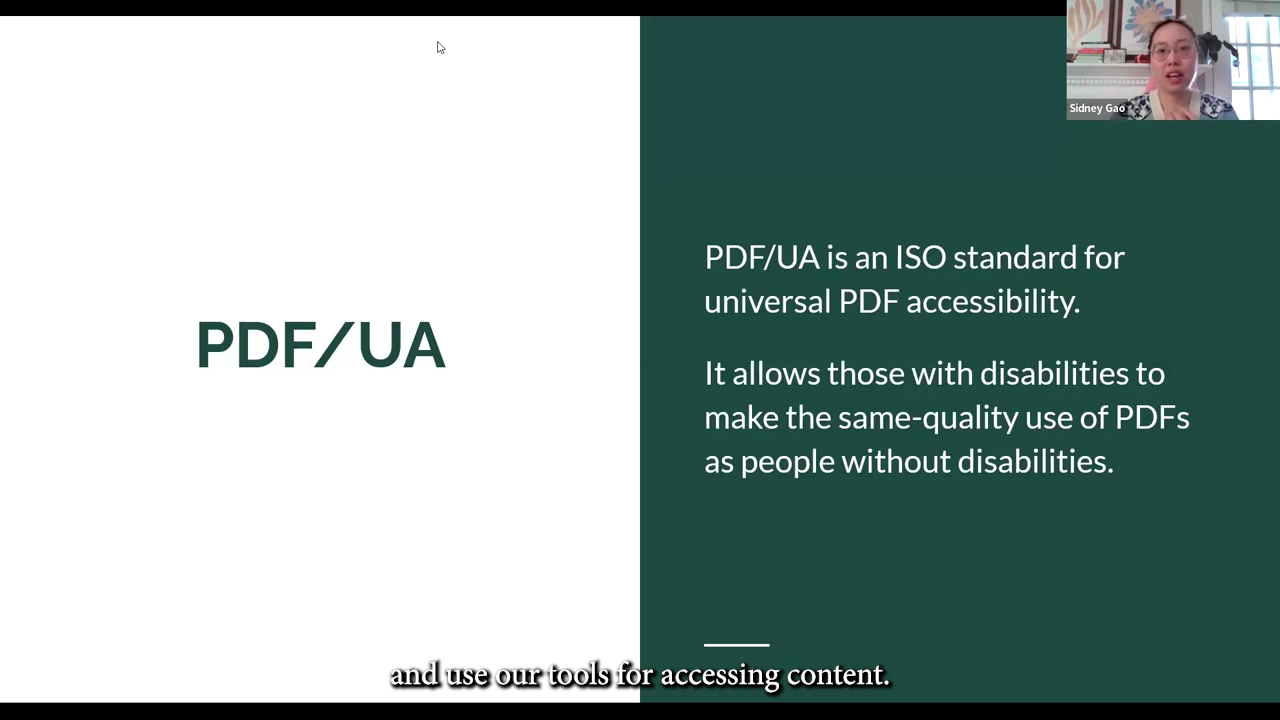 Sidney Gao
PDF/UA
PDF/UA is an ISO standard for
universal PDF accessibility.
It allows those with disabilities to
make the same-quality use of PDFs
as people without disabilities.
and use our tools for accessing content.